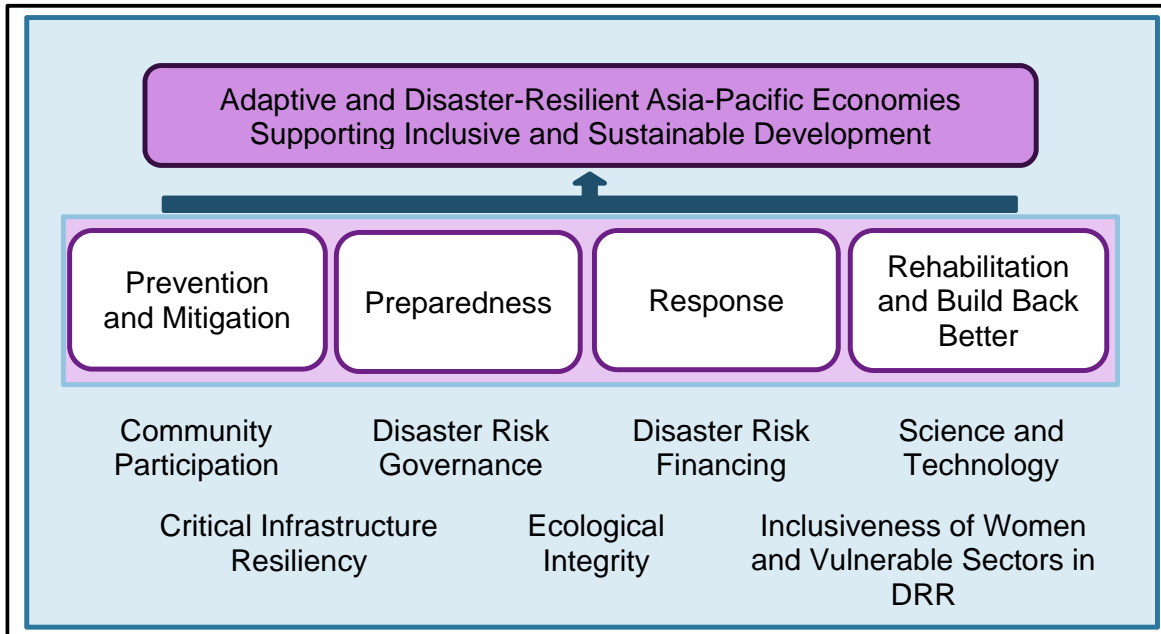 Adaptive and Disaster-Resilient Asia-Pacific Economies
Supporting Inclusive and Sustainable Development
Prevention
and Mitigation
Preparedness
Response
Rehabilitation
and Build Back
Better
Community
Participation
Disaster Risk
Governance
Disaster Risk
Financing
Science and
Technology
Critical Infrastructure
Resiliency
Ecological
Integrity
Inclusiveness of Women
and Vulnerable Sectors in
DRR